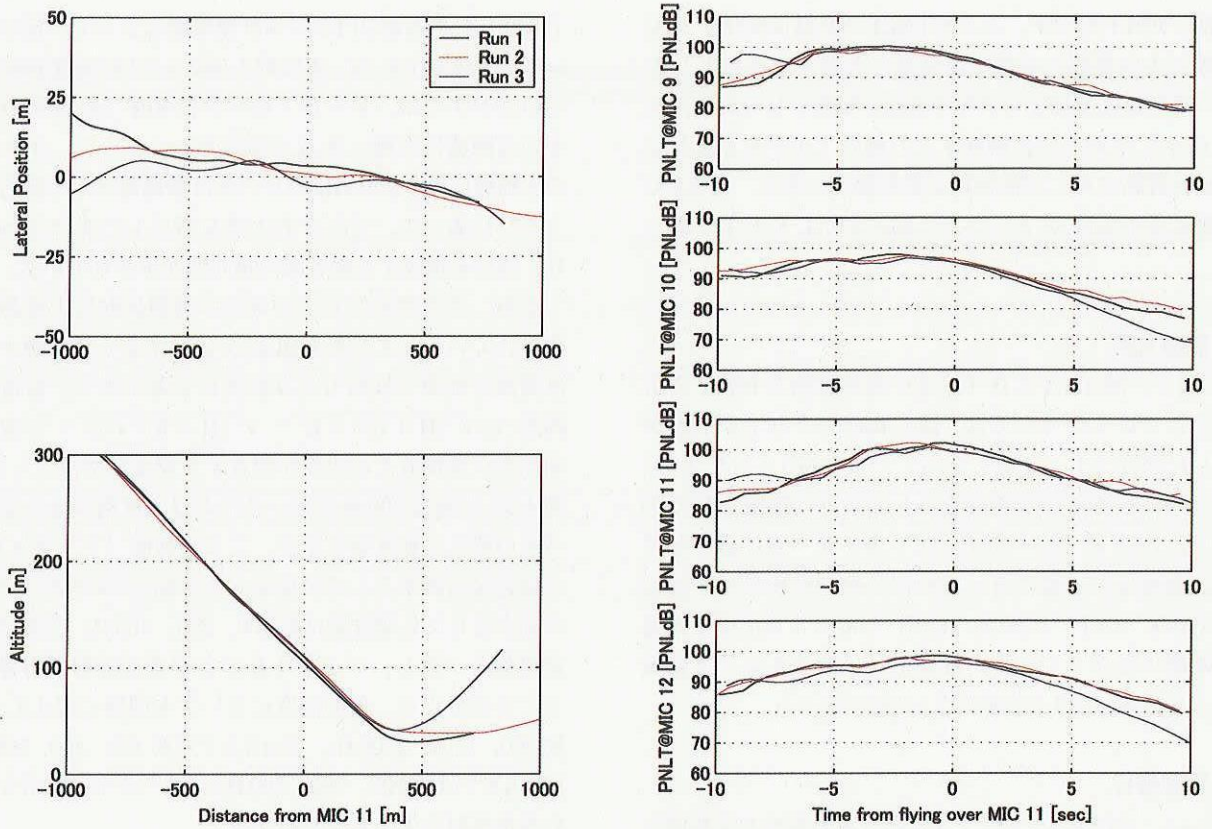 50
25
0
-25
-50
-1000 -500 0 500 1000
Lateral Position [m]
Run 1
Run 2
Run 3
300
200
100
0
-1000 -500 0 500 1000
Altitude [m]
Distance from MIC 11 [m]
110
100
90
80
70
60
-10 -5 0 5 10
PNLT@MIC 9 [PNLdB]
110
100
90
80
70
60
-10 -5 0 5 10
PNLT@MIC 10 [PNLdB]
110
100
90
80
70
60
-10 -5 0 5 10
PNLT@MIC 11 [PNLdB]
110
100
90
80
70
60
-10 -5 0 5 10
PNLT@MIC 12 [PNLdB]
Time from flying over MIC 11 [sec]